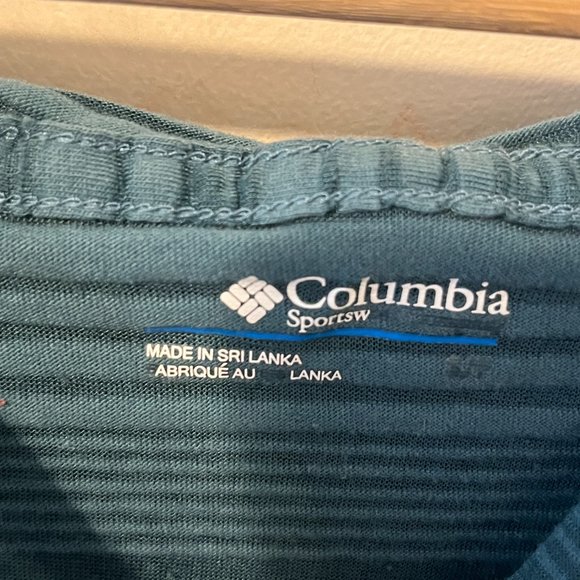 Columbia
Sportsw
MADE IN SRI LANKA
ABRIQUÉ AU LANKA